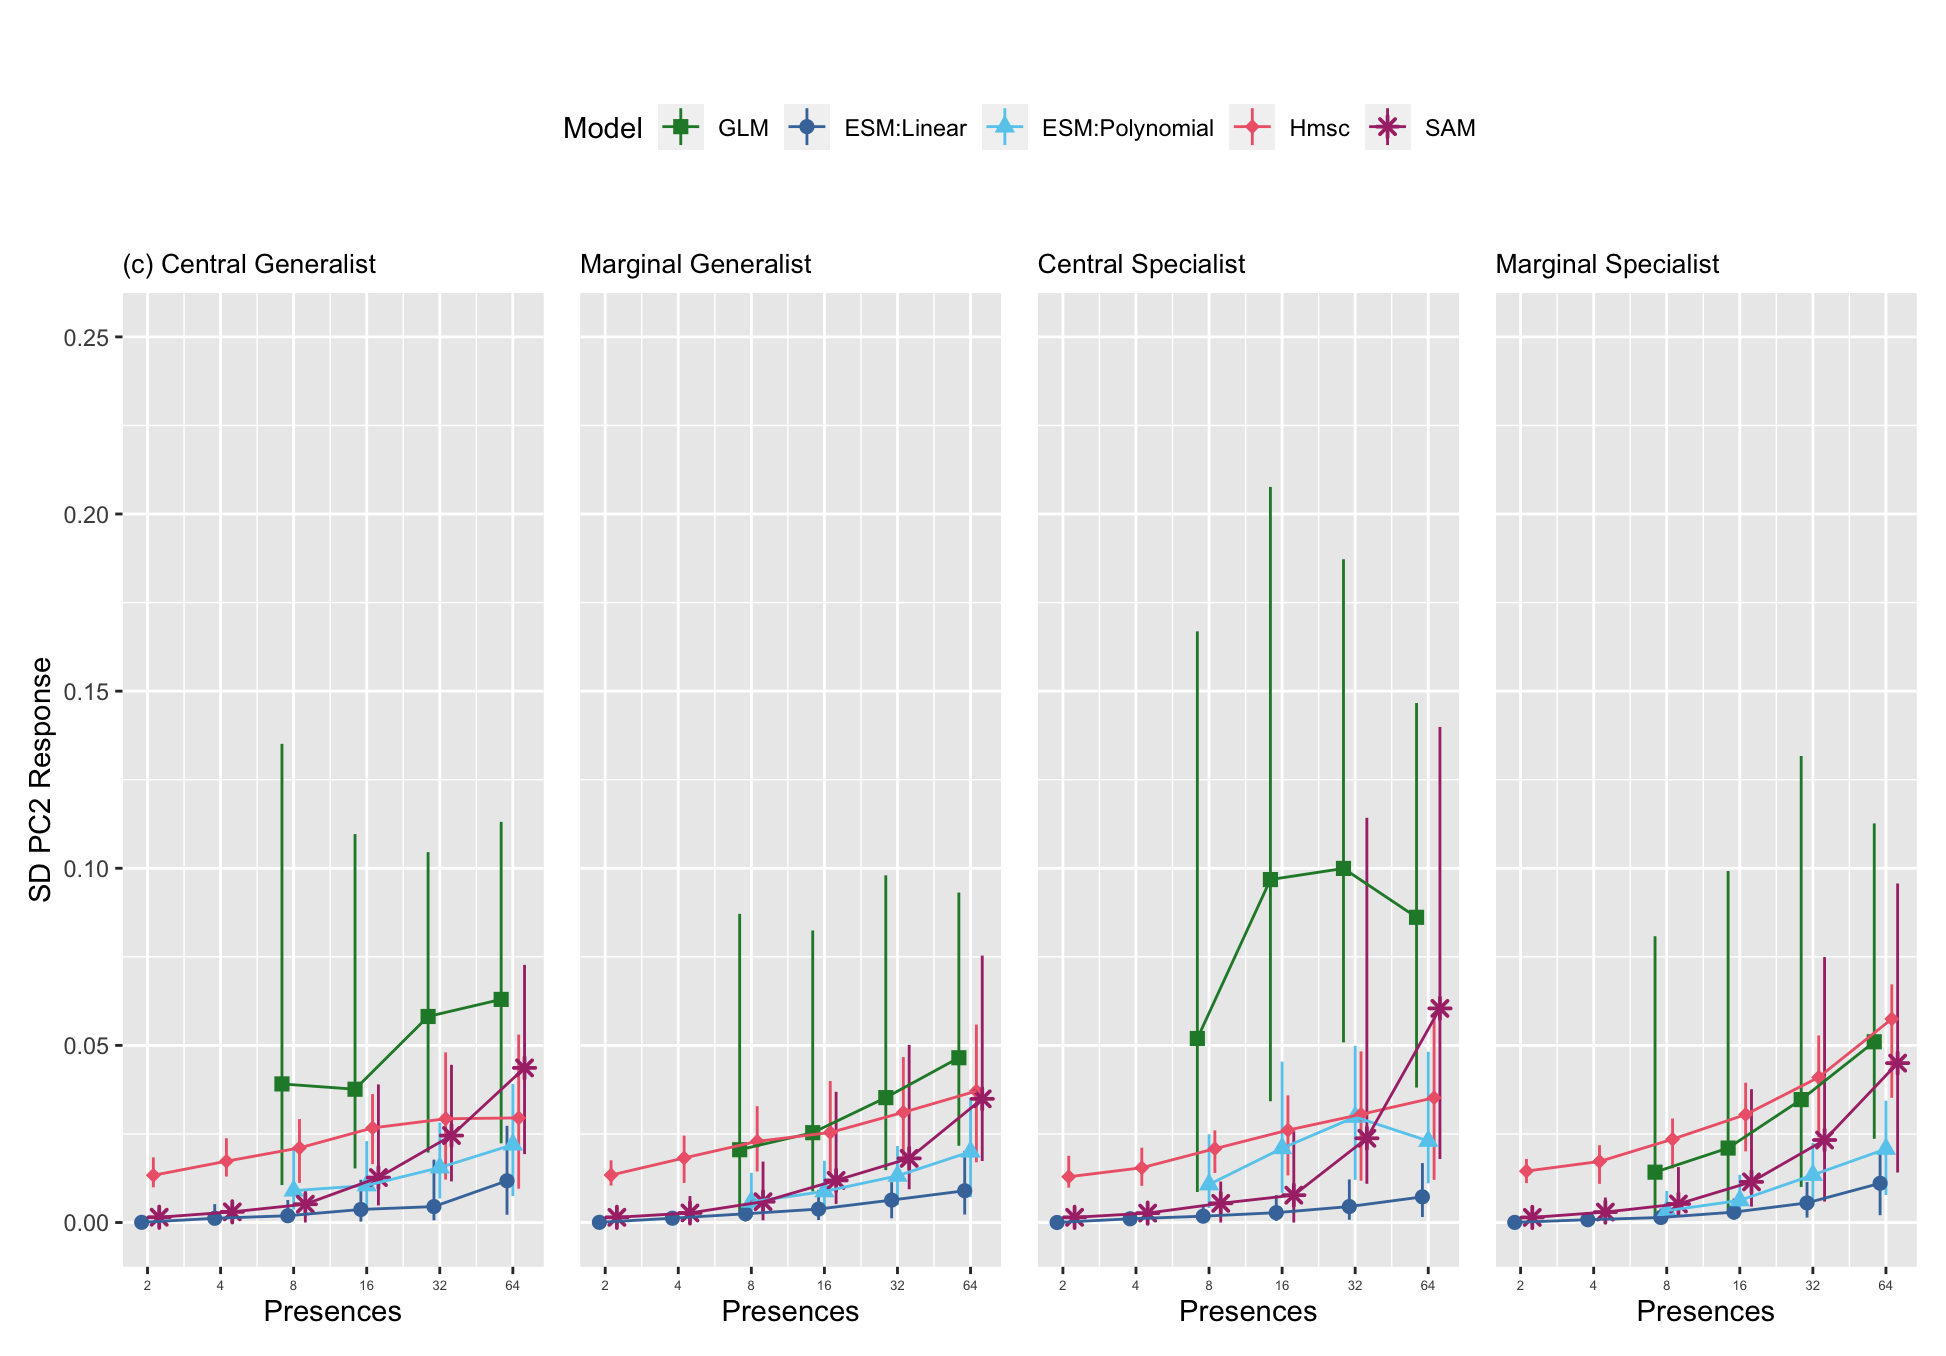 Model GLM ESM:Linear ESM:Polynomial Hmsc SAM
(c) Central Generalist Marginal Generalist Central Specialist Marginal Specialist
SD PC2 Response
0.25
0.20
0.15
0.10
0.05
0.00
2 4 8 16 32 64 2 4 8 16 32 64 2 4 8 16 32 64 2 4 8 16 32 64
Presences Presences Presences Presences